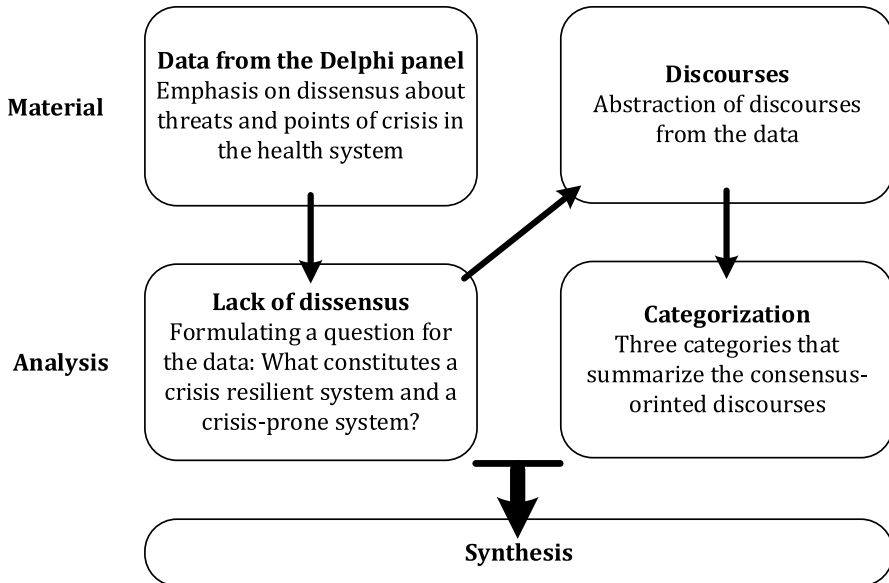 Material
Data from the Delphi panel
Emphasis on dissensus about
threats and points of crisis in
the health system
Discourses
Abstraction of discourses
from the data
Analysis
Lack of dissensus
Formulating a question for
the data: What constitutes a
crisis resilient system and a
crisis-prone system?
Categorization
Three categories that
summarize the consensus-
orinted discourses
Synthesis